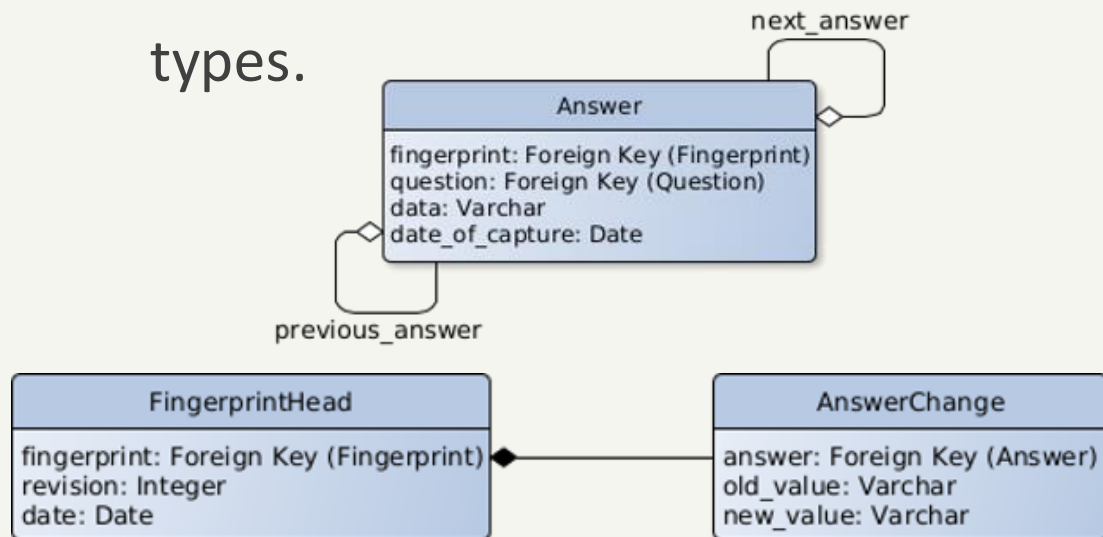 next_answer
types.
Answer
fingerprint: Foreign Key (Fingerprint)
question: Foreign Key (Question)
data: Varchar
date_of_capture: Date
previous_answer
FingerprintHead
fingerprint: Foreign Key (Fingerprint)
revision: Integer
date: Date
AnswerChange
answer: Foreign Key (Answer)
old_value: Varchar
new_value: Varchar